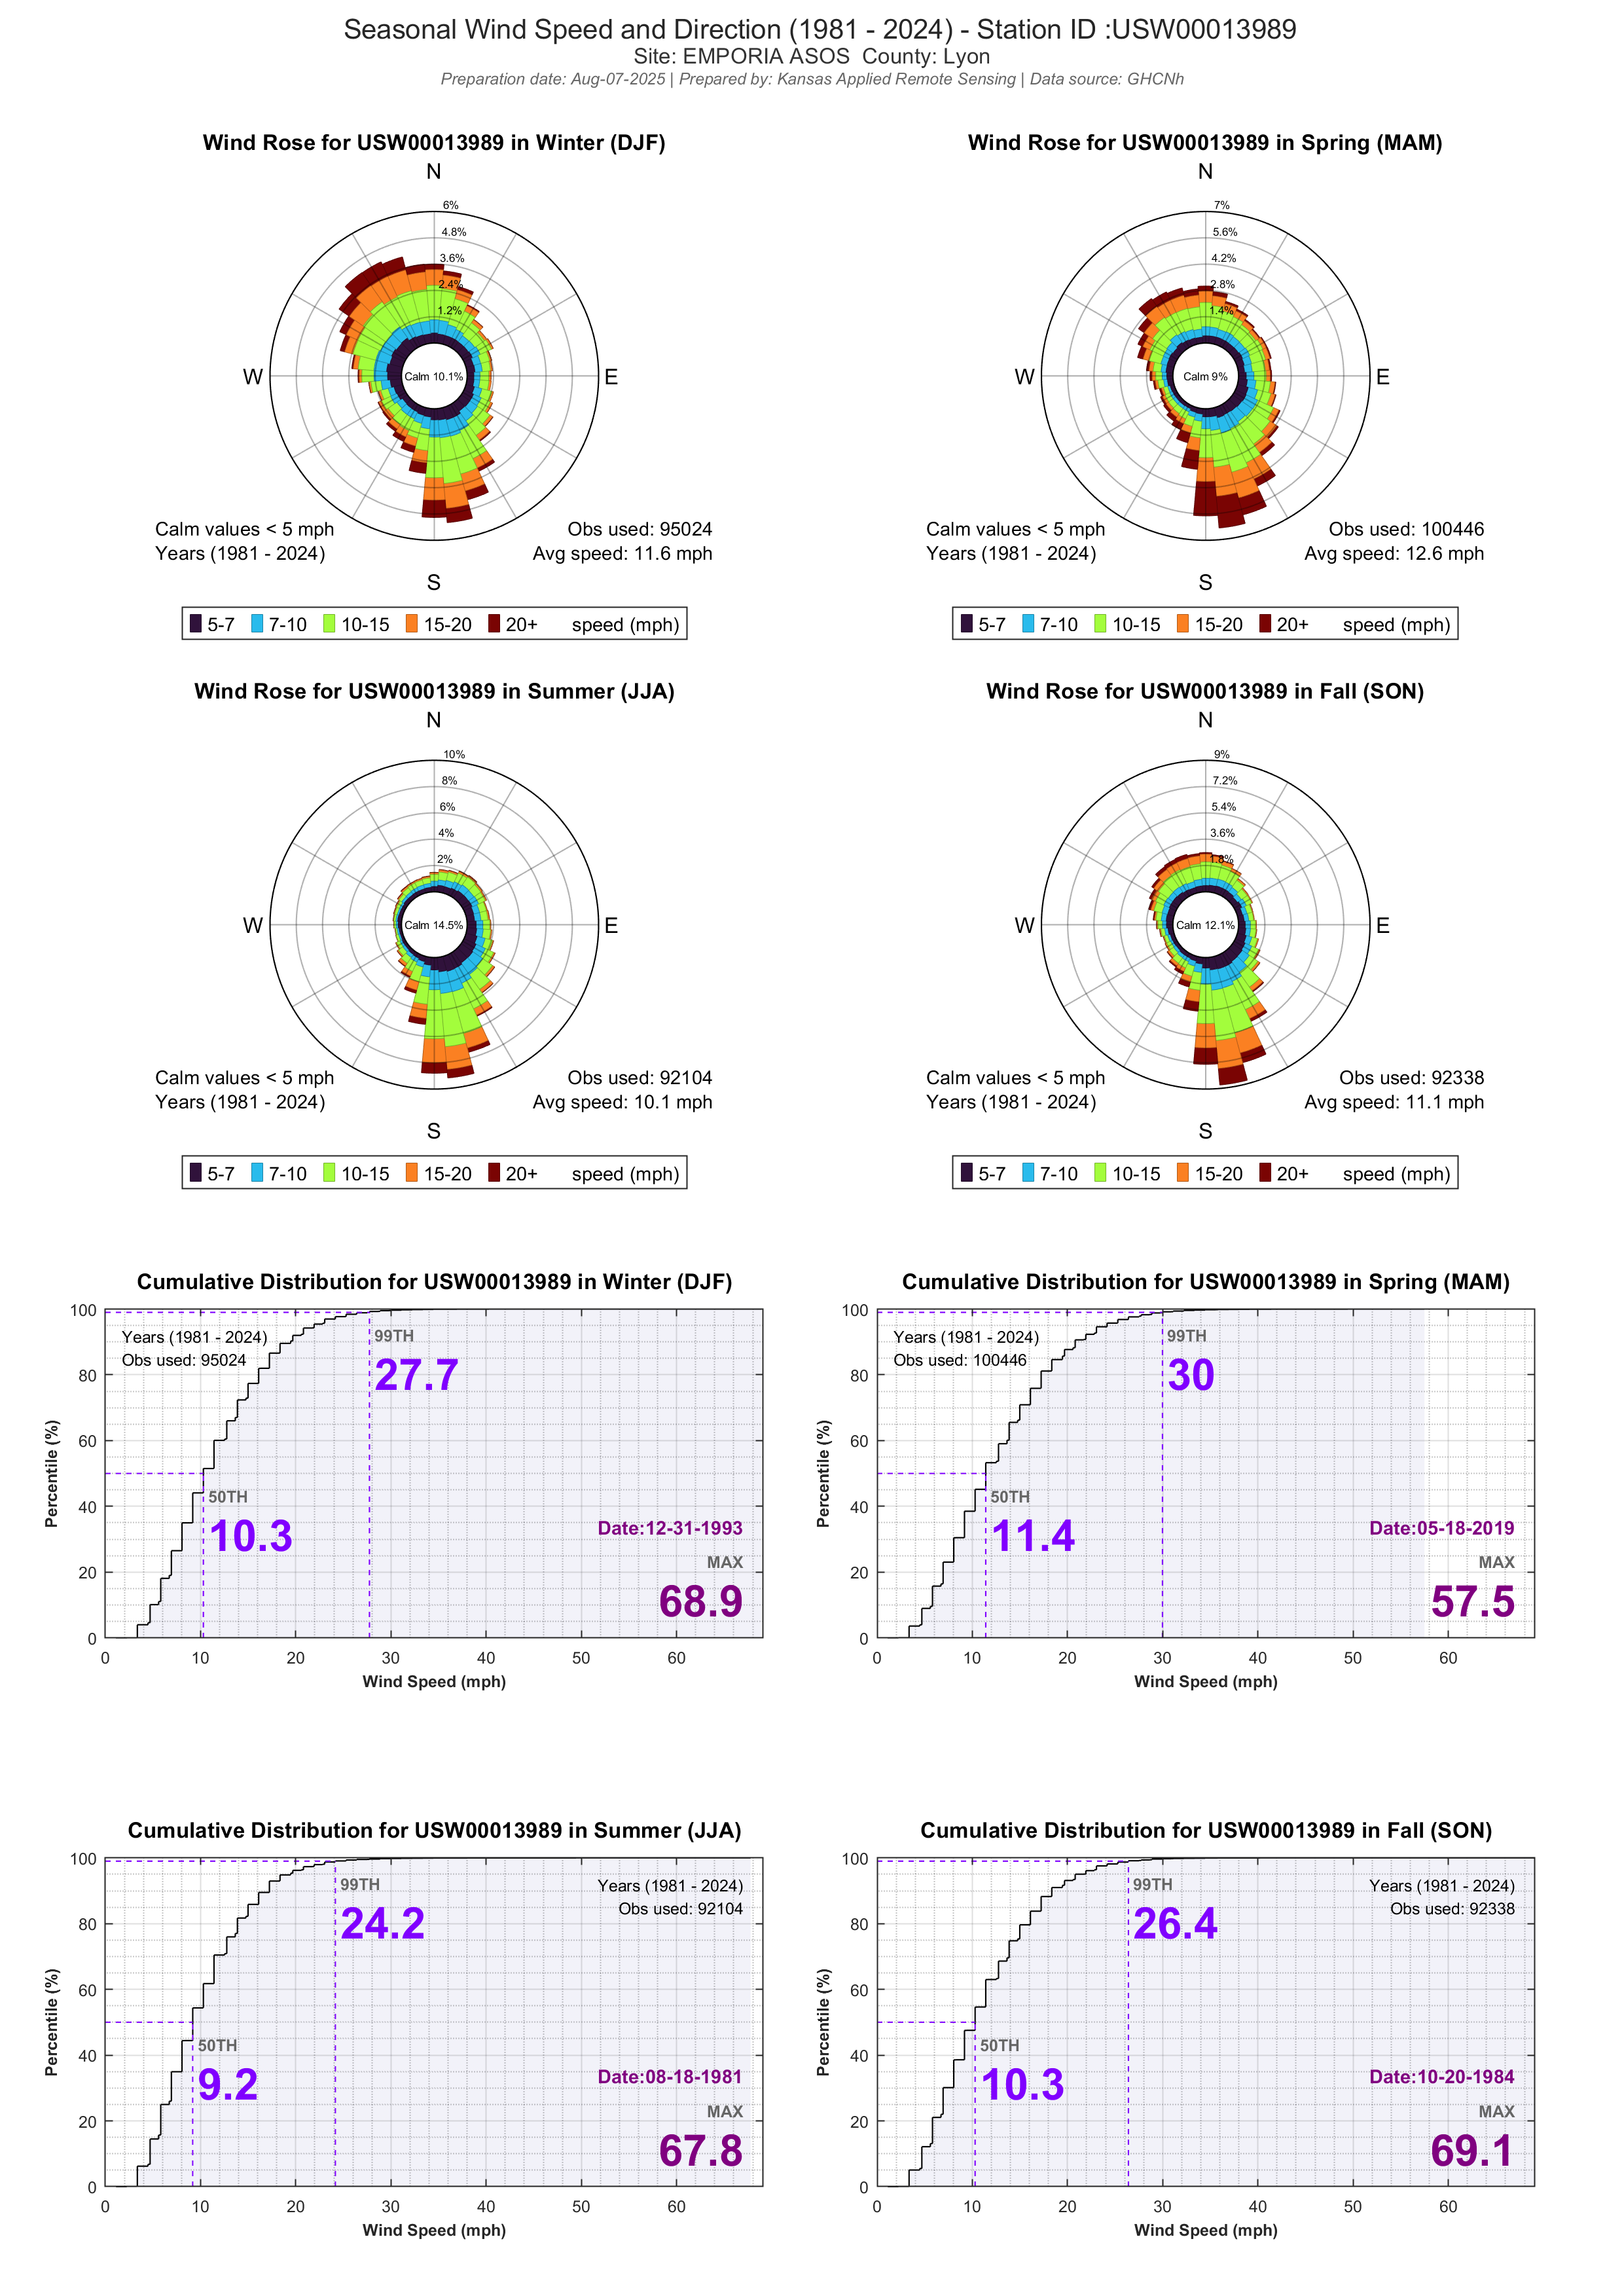 Seasonal Wind Speed and Direction (1981 - 2024) - Station ID :USW00013989
Site: EMPORIA ASOS  County: Lyon
Preparation date: Aug-07-2025 | Prepared by: Kansas Applied Remote Sensing | Data source: GHCNh
Wind Rose for USW00013989 in Winter (DJF)
N
6%
4.8%
3.6%
2.4%
1.2%
W
Calm 10.1%
E
Calm values < 5 mph
Years (1981 - 2024)
Obs used: 95024
Avg speed: 11.6 mph
S
5-7 7-10 10-15 15-20 20+ speed (mph)
Wind Rose for USW00013989 in Spring (MAM)
N
7%
5.6%
4.2%
2.8%
1.4%
W
Calm 9%
E
Calm values < 5 mph
Years (1981 - 2024)
Obs used: 100446
Avg speed: 12.6 mph
S
5-7 7-10 10-15 15-20 20+ speed (mph)
Wind Rose for USW00013989 in Summer (JJA)
N
10%
8%
6%
4%
2%
W
Calm 14.5%
E
Calm values < 5 mph
Years (1981 - 2024)
Obs used: 92104
Avg speed: 10.1 mph
S
5-7 7-10 10-15 15-20 20+ speed (mph)
Wind Rose for USW00013989 in Fall (SON)
N
9%
7.2%
5.4%
3.6%
1.8%
W
Calm 12.1%
E
Calm values < 5 mph
Years (1981 - 2024)
Obs used: 92338
Avg speed: 11.1 mph
S
5-7 7-10 10-15 15-20 20+ speed (mph)
Cumulative Distribution for USW00013989 in Winter (DJF)
Percentile (%)
100
80
60
40
20
0
Years (1981 - 2024)
Obs used: 95024
99TH
27.7
50TH
10.3
Date:12-31-1993
MAX
68.9
0 10 20 30 40 50 60
Wind Speed (mph)
Cumulative Distribution for USW00013989 in Spring (MAM)
Percentile (%)
100
80
60
40
20
0
Years (1981 - 2024)
Obs used: 100446
99TH
30
50TH
11.4
Date:05-18-2019
MAX
57.5
0 10 20 30 40 50 60
Wind Speed (mph)
Cumulative Distribution for USW00013989 in Summer (JJA)
Percentile (%)
100
80
60
40
20
0
99TH
24.2
Years (1981 - 2024)
Obs used: 92104
50TH
9.2
Date:08-18-1981
MAX
67.8
0 10 20 30 40 50 60
Wind Speed (mph)
Cumulative Distribution for USW00013989 in Fall (SON)
Percentile (%)
100
80
60
40
20
0
99TH
26.4
Years (1981 - 2024)
Obs used: 92338
50TH
10.3
Date:10-20-1984
MAX
69.1
0 10 20 30 40 50 60
Wind Speed (mph)